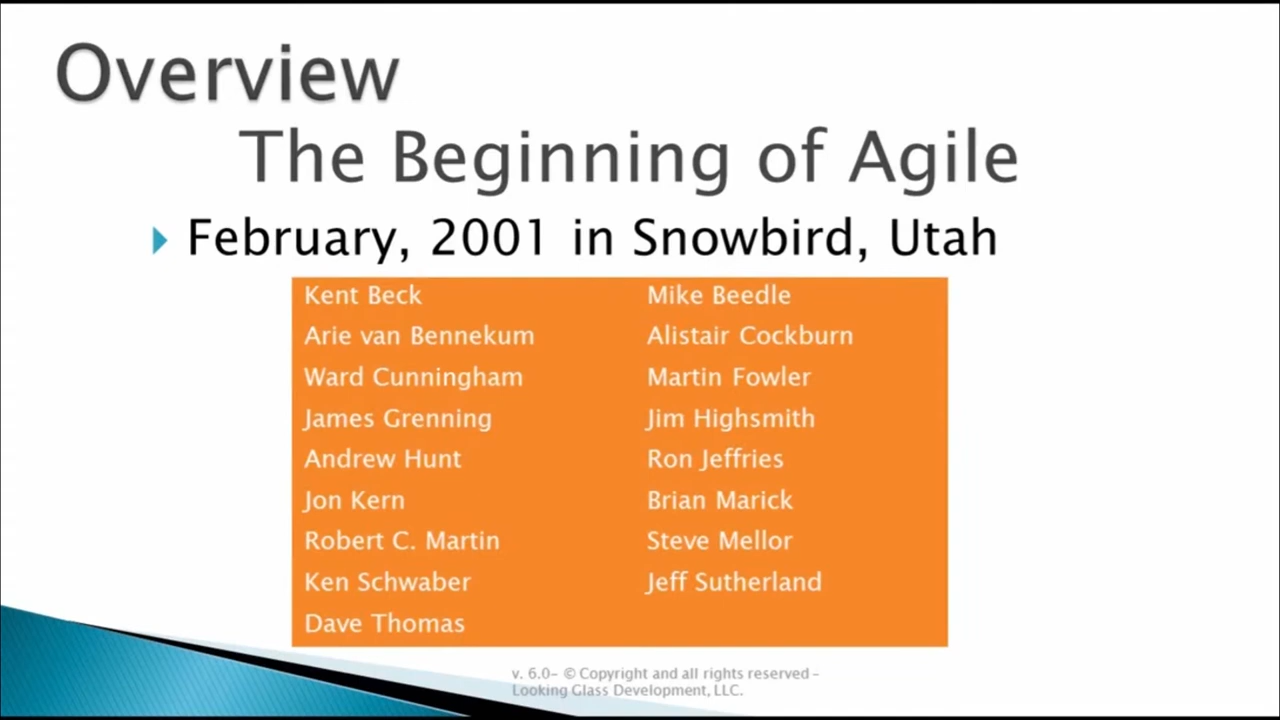 Overview
The Beginning of Agile
February, 2001 in Snowbird, Utah
Kent Beck Mike Beedle
Arie van Bennekum Alistair Cockburn
Ward Cunningham Martin Fowler
James Grenning Jim Highsmith
Andrew Hunt Ron Jeffries
Jon Kern Brian Marick
Robert C. Martin Steve Mellor
Ken Schwaber Jeff Sutherland
Dave Thomas
v. 6.0- © Copyright and all rights reserved -
Looking Glass Development, LLC.